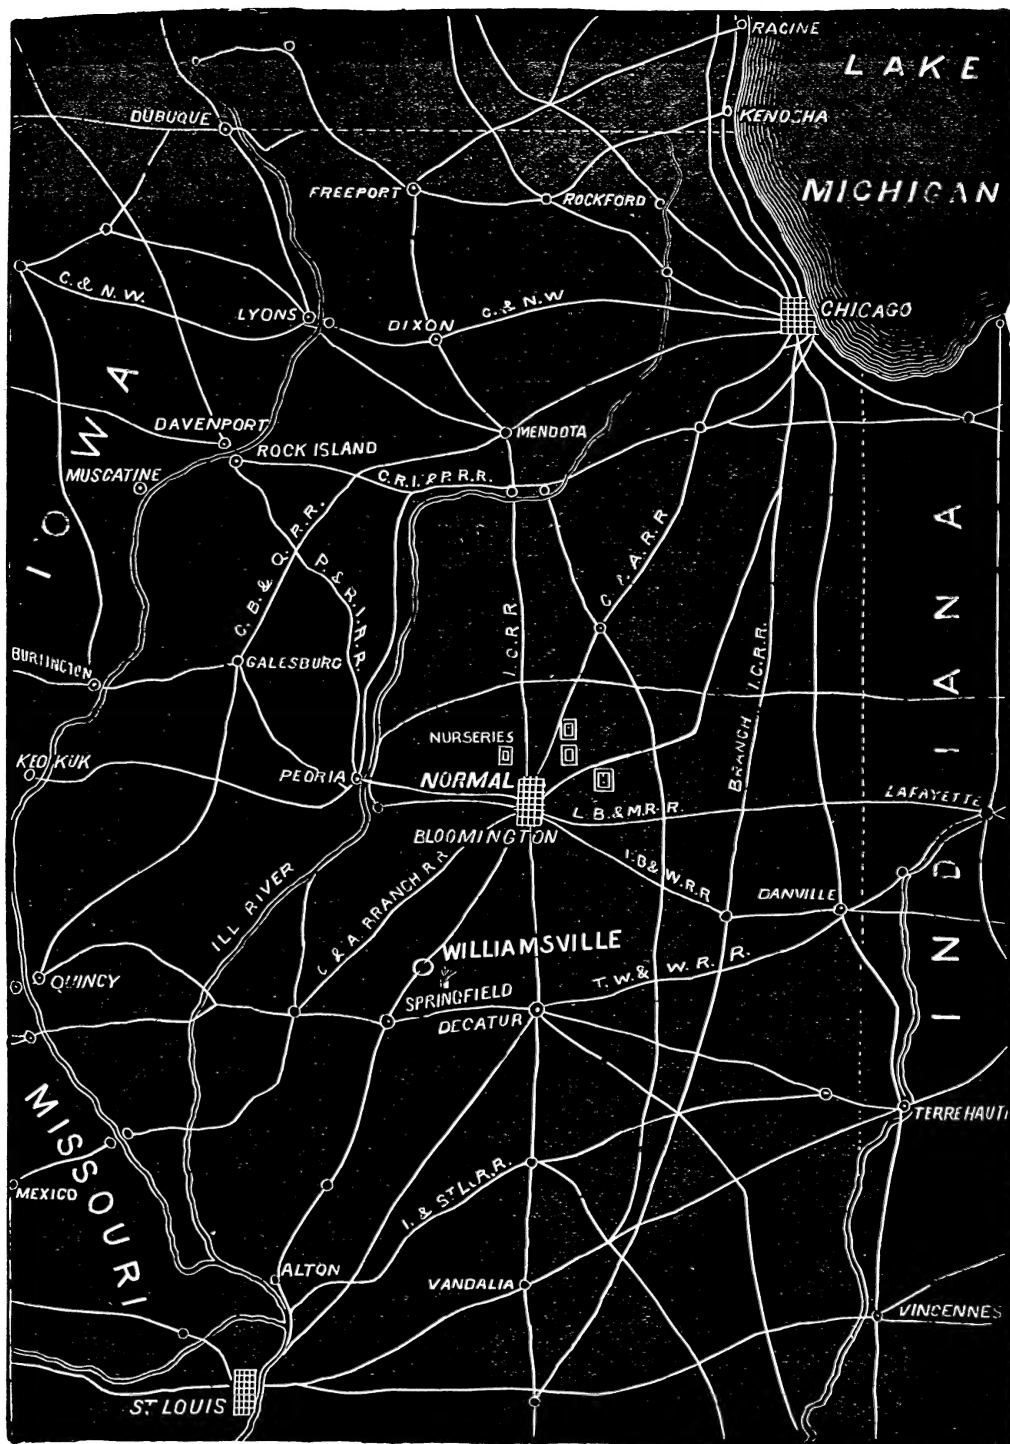 RACINE
LAKE
MICHIGAN
KENOSHA
DUBUQUE
FREEPORT
ROCKFORD
C. & N. W.
LYONS
DIXON
C. & N.W
CHICAGO
IOWA
DAVENPORT
ROCK ISLAND
MENDOTA
MUSCATINE
C.R.I. & P.R.R.
C. B. & Q. R.R.
P. & R.I.R.R.
I.C.R R
C & A.R.R
BRANCH I.C.R.R.
INDIANA
BURLINGTON
GALESBURG
NURSERIES
KEOKUK
PEORIA
NORMAL
BLOOMINGTON
L. B. & M. R. R.
LAFAYETTE
I.B & W.R.R
DANVILLE
ILL RIVER
C & A. BRANCH R.R
WILLIAMSVILLE
QUINCY
SPRINGFIELD
DECATUR
T. W. & W. R. R.
MISSOURI
TERREHAUT
MEXICO
I. & ST L. R.R.
ALTON
VANDALIA
VINCENNES
ST. LOUIS